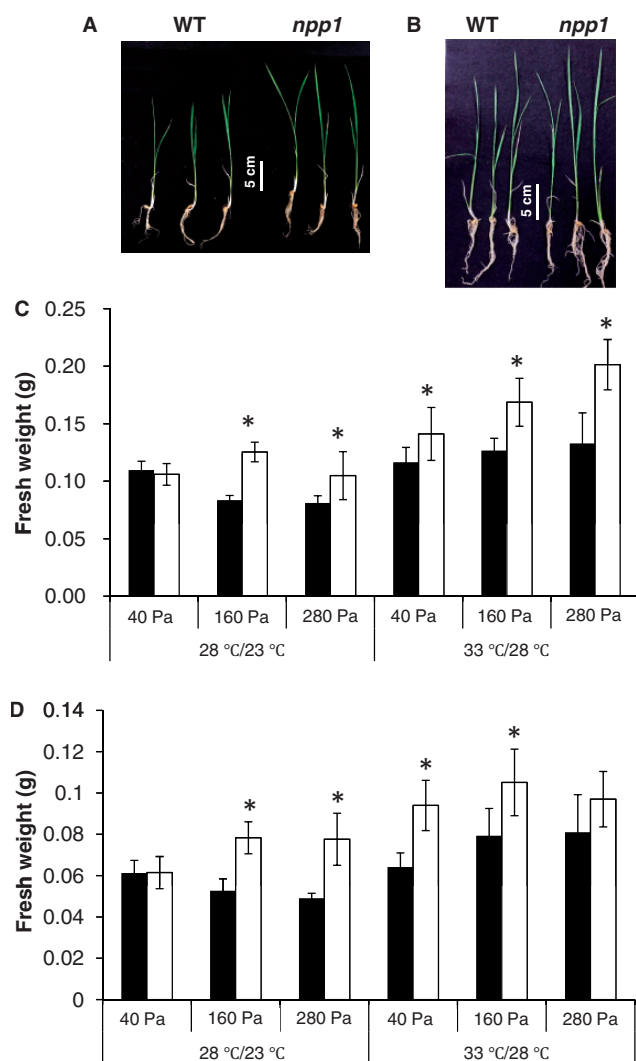 A WT npp1
B WT npp1
5 cm
5 cm
C
Fresh weight (g)
0.25
0.20
0.15
0.10
0.05
0.00
* * * * *
40 Pa 160 Pa 280 Pa 40 Pa 160 Pa 280 Pa
28 °C/23 °C 33 °C/28 °C
D
Fresh weight (g)
0.14
0.12
0.1
0.08
0.06
0.04
0.02
0
* * * *
40 Pa 160 Pa 280 Pa 40 Pa 160 Pa 280 Pa
28 °C/23 °C 33 °C/28 °C